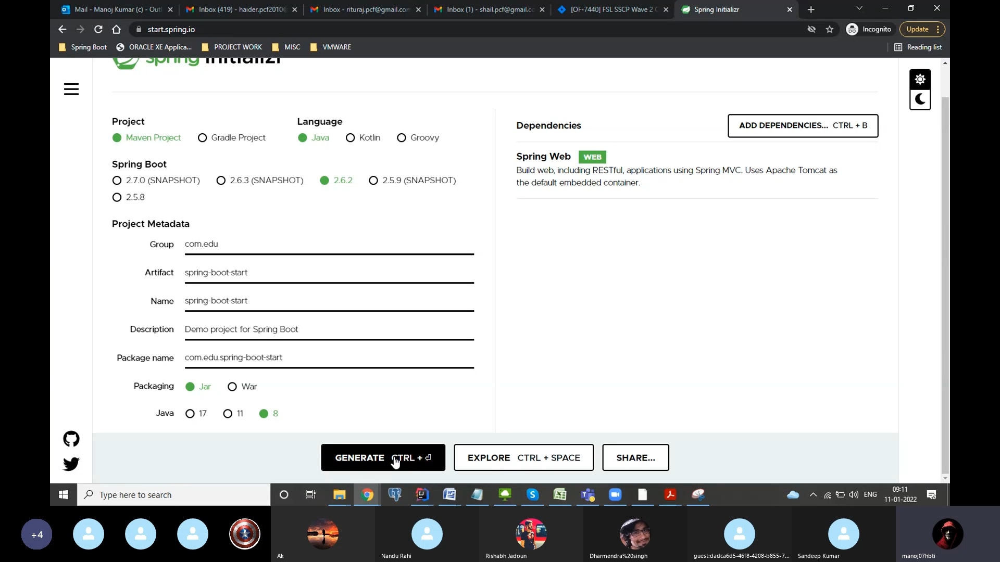 Mail - Manoj Kumar (c) - Out
Inbox (419) - haider.pcf2010@
Inbox - rituraj.pcf@gmail.com
Inbox (1) - shail.pcf@gmail.co
[OF-7440] FSL SSCP Wave 2
Spring Initializr
start.spring.io
Incognito
Update
Spring Boot
ORACLE XE Applica...
PROJECT WORK
MISC
VMWARE
Reading list
spring initializr
Project
Maven Project
Gradle Project
Language
Java
Kotlin
Groovy
Spring Boot
2.7.0 (SNAPSHOT)
2.6.3 (SNAPSHOT)
2.6.2
2.5.9 (SNAPSHOT)
2.5.8
Project Metadata
Group com.edu
Artifact spring-boot-start
Name spring-boot-start
Description Demo project for Spring Boot
Package name com.edu.spring-boot-start
Packaging Jar War
Java 17 11 8
Dependencies
ADD DEPENDENCIES... CTRL + B
Spring Web WEB
Build web, including RESTful, applications using Spring MVC. Uses Apache Tomcat as
the default embedded container.
GENERATE CTRL + ⏎
EXPLORE CTRL + SPACE
SHARE...
Type here to search
ENG
09:11
11-01-2022
+4
Ak
Nandu Rahi
Rishabh Jadoun
Dharmendra%20singh
guest:dadca6d5-46f8-4208-b855-7...
Sandeep Kumar
manoj07hbti